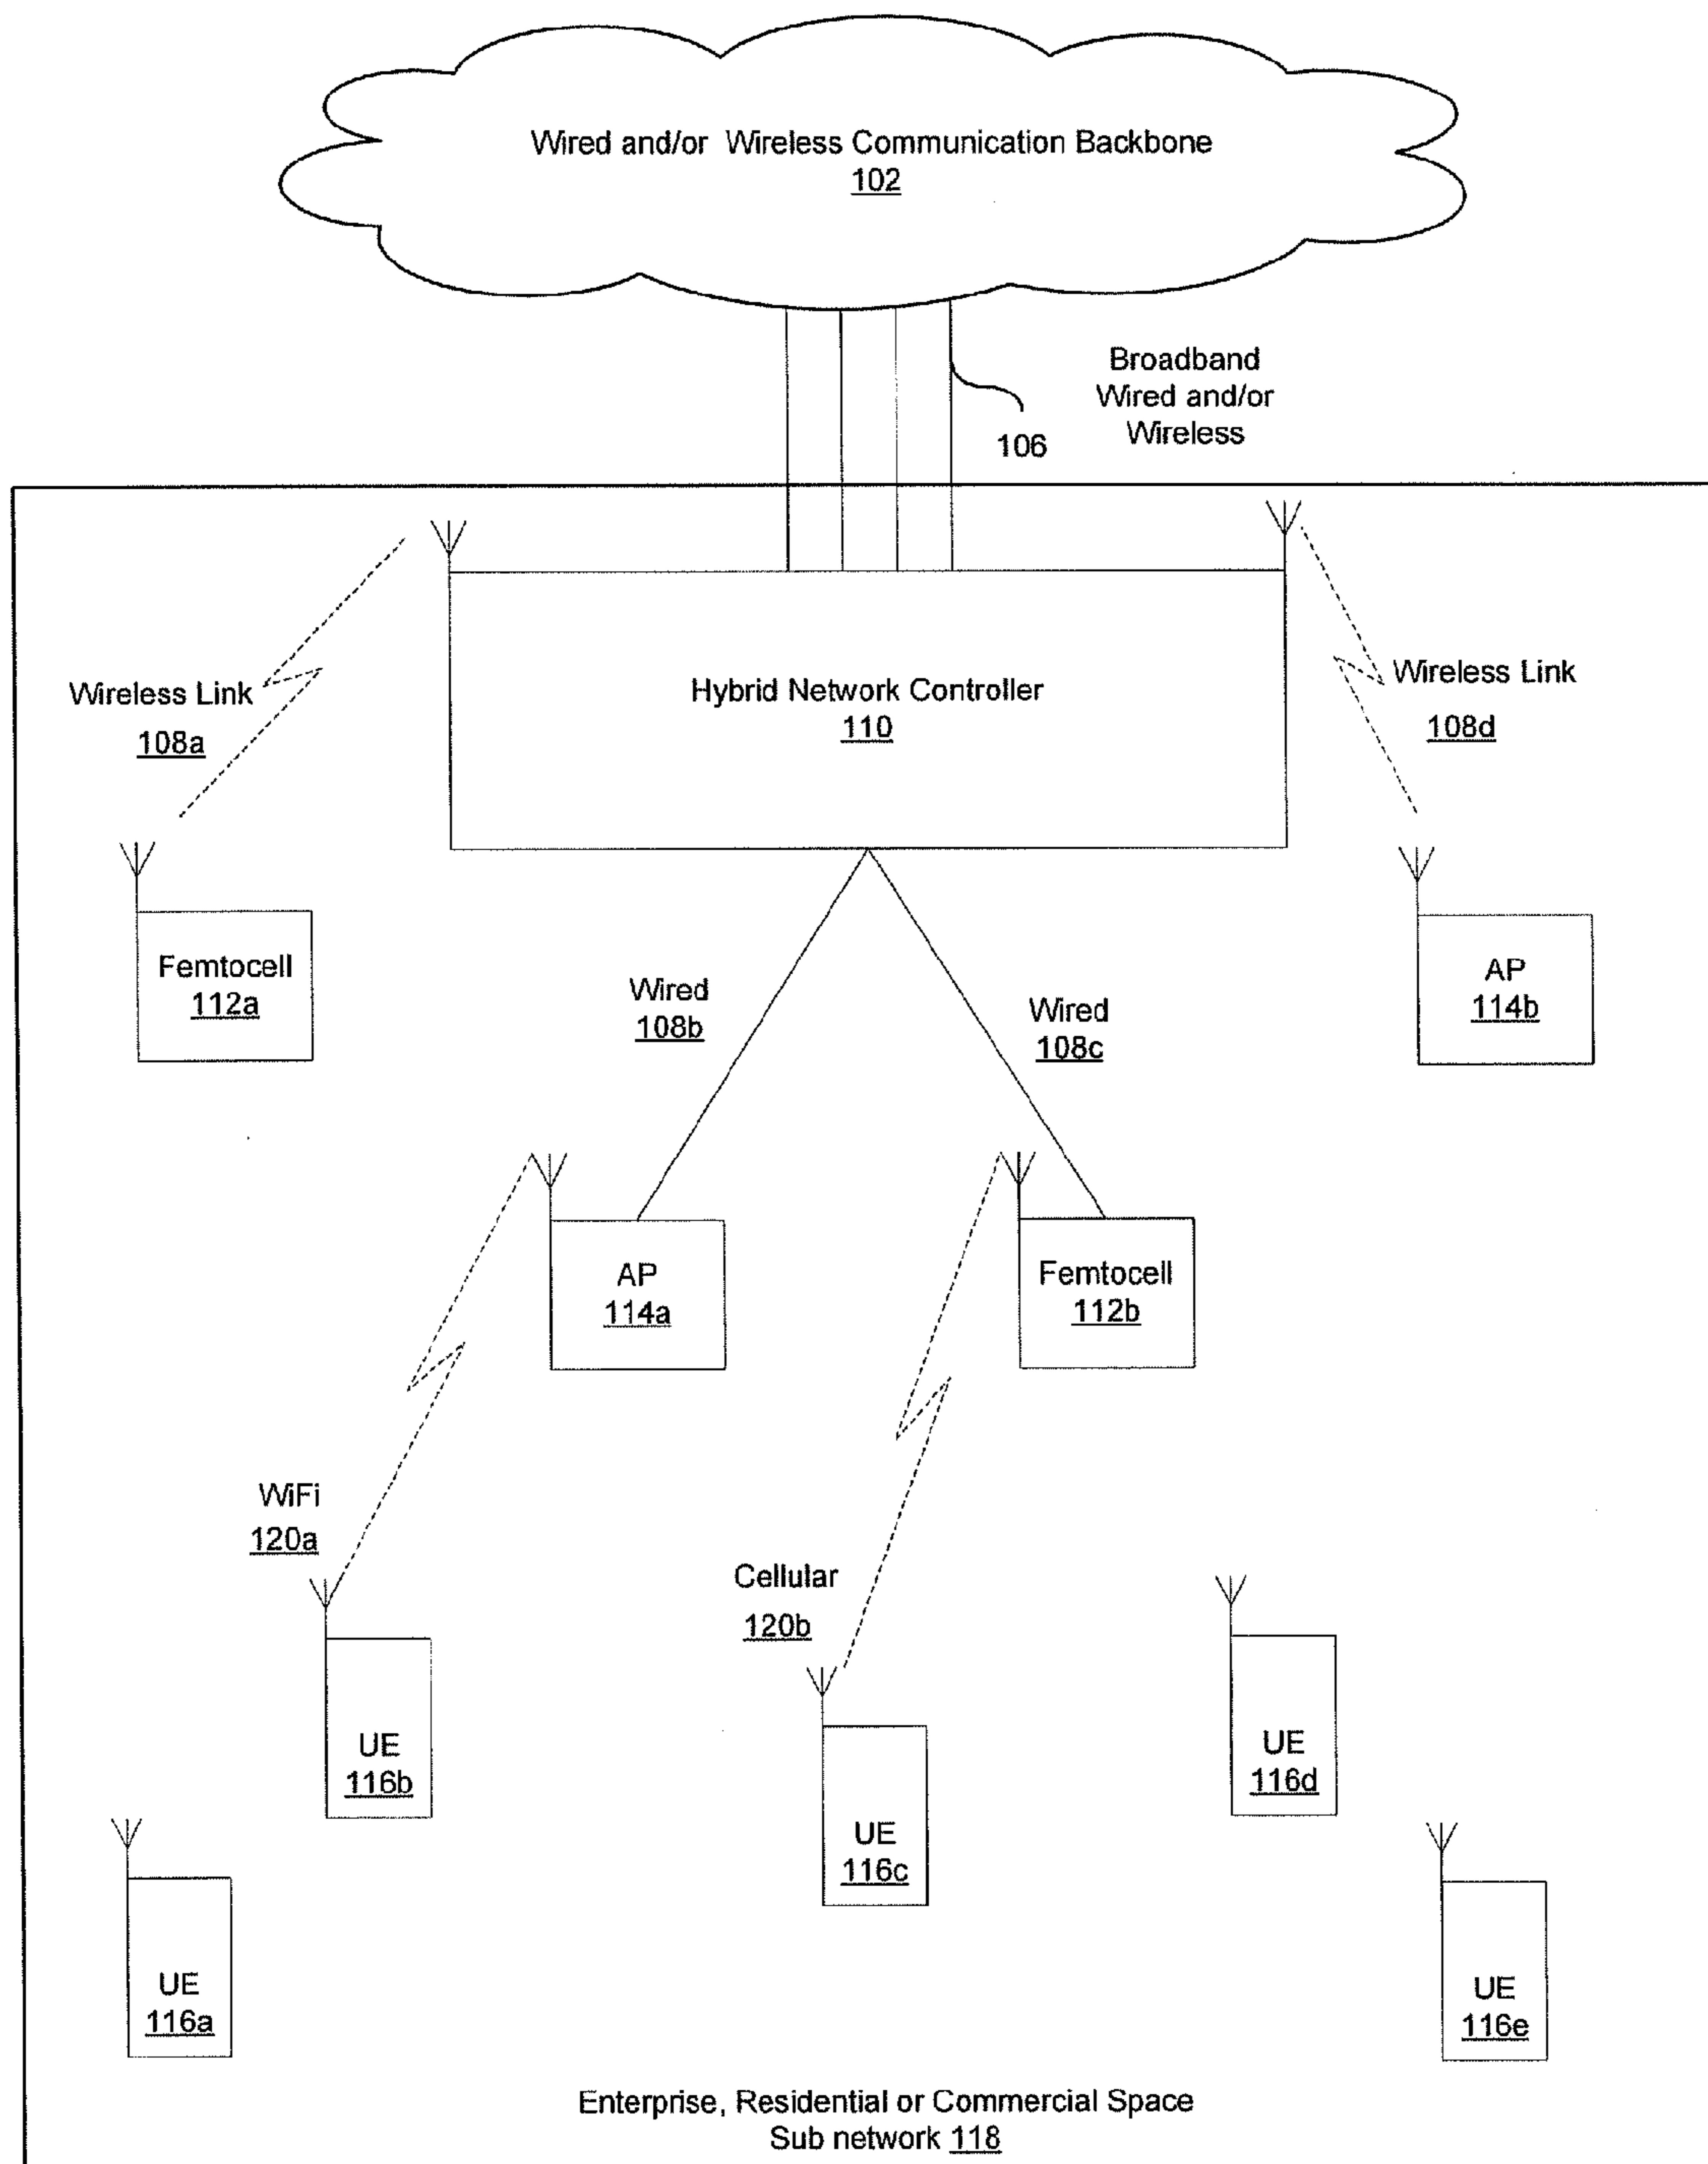 Wired and/or Wireless Communication Backbone
102
Broadband
Wired and/or
Wireless
106
Wireless Link
108a
Hybrid Network Controller
110
Wireless Link
108d
Femtocell
112a
AP
114b
Wired
108b
Wired
108c
AP
114a
Femtocell
112b
WiFi
120a
Cellular
120b
UE
116b
UE
116d
UE
116c
UE
116a
UE
116e
Enterprise, Residential or Commercial Space
Sub network 118